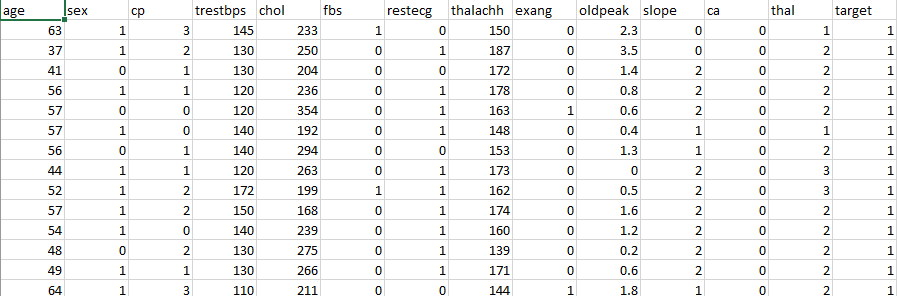 age sex cp trestbps chol fbs restecg thalachh exang oldpeak slope ca thal target
63 1 3 145 233 1 0 150 0 2.3 0 0 1 1
37 1 2 130 250 0 1 187 0 3.5 0 0 2 1
41 0 1 130 204 0 0 172 0 1.4 2 0 2 1
56 1 1 120 236 0 1 178 0 0.8 2 0 2 1
57 0 0 120 354 0 1 163 1 0.6 2 0 2 1
57 1 0 140 192 0 1 148 0 0.4 1 0 1 1
56 0 1 140 294 0 0 153 0 1.3 1 0 2 1
44 1 1 120 263 0 1 173 0 0 2 0 3 1
52 1 2 172 199 1 1 162 0 0.5 2 0 3 1
57 1 2 150 168 0 1 174 0 1.6 2 0 2 1
54 1 0 140 239 0 1 160 0 1.2 2 0 2 1
48 0 2 130 275 0 1 139 0 0.2 2 0 2 1
49 1 1 130 266 0 1 171 0 0.6 2 0 2 1
64 1 3 110 211 0 0 144 1 1.8 1 0 2 1